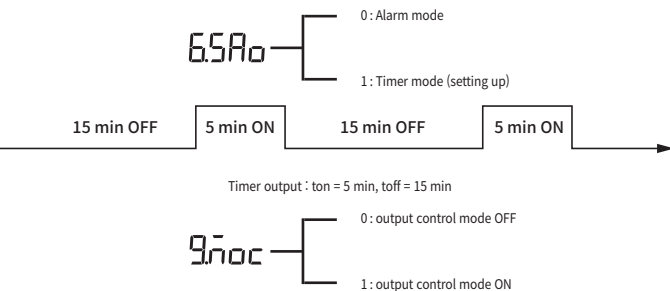 0 : Alarm mode
6.SAo
1 : Timer mode (setting up)
15 min OFF 5 min ON 15 min OFF 5 min ON
Timer output : ton = 5 min, toff = 15 min
0 : output control mode OFF
9.n̄oc
1 : output control mode ON